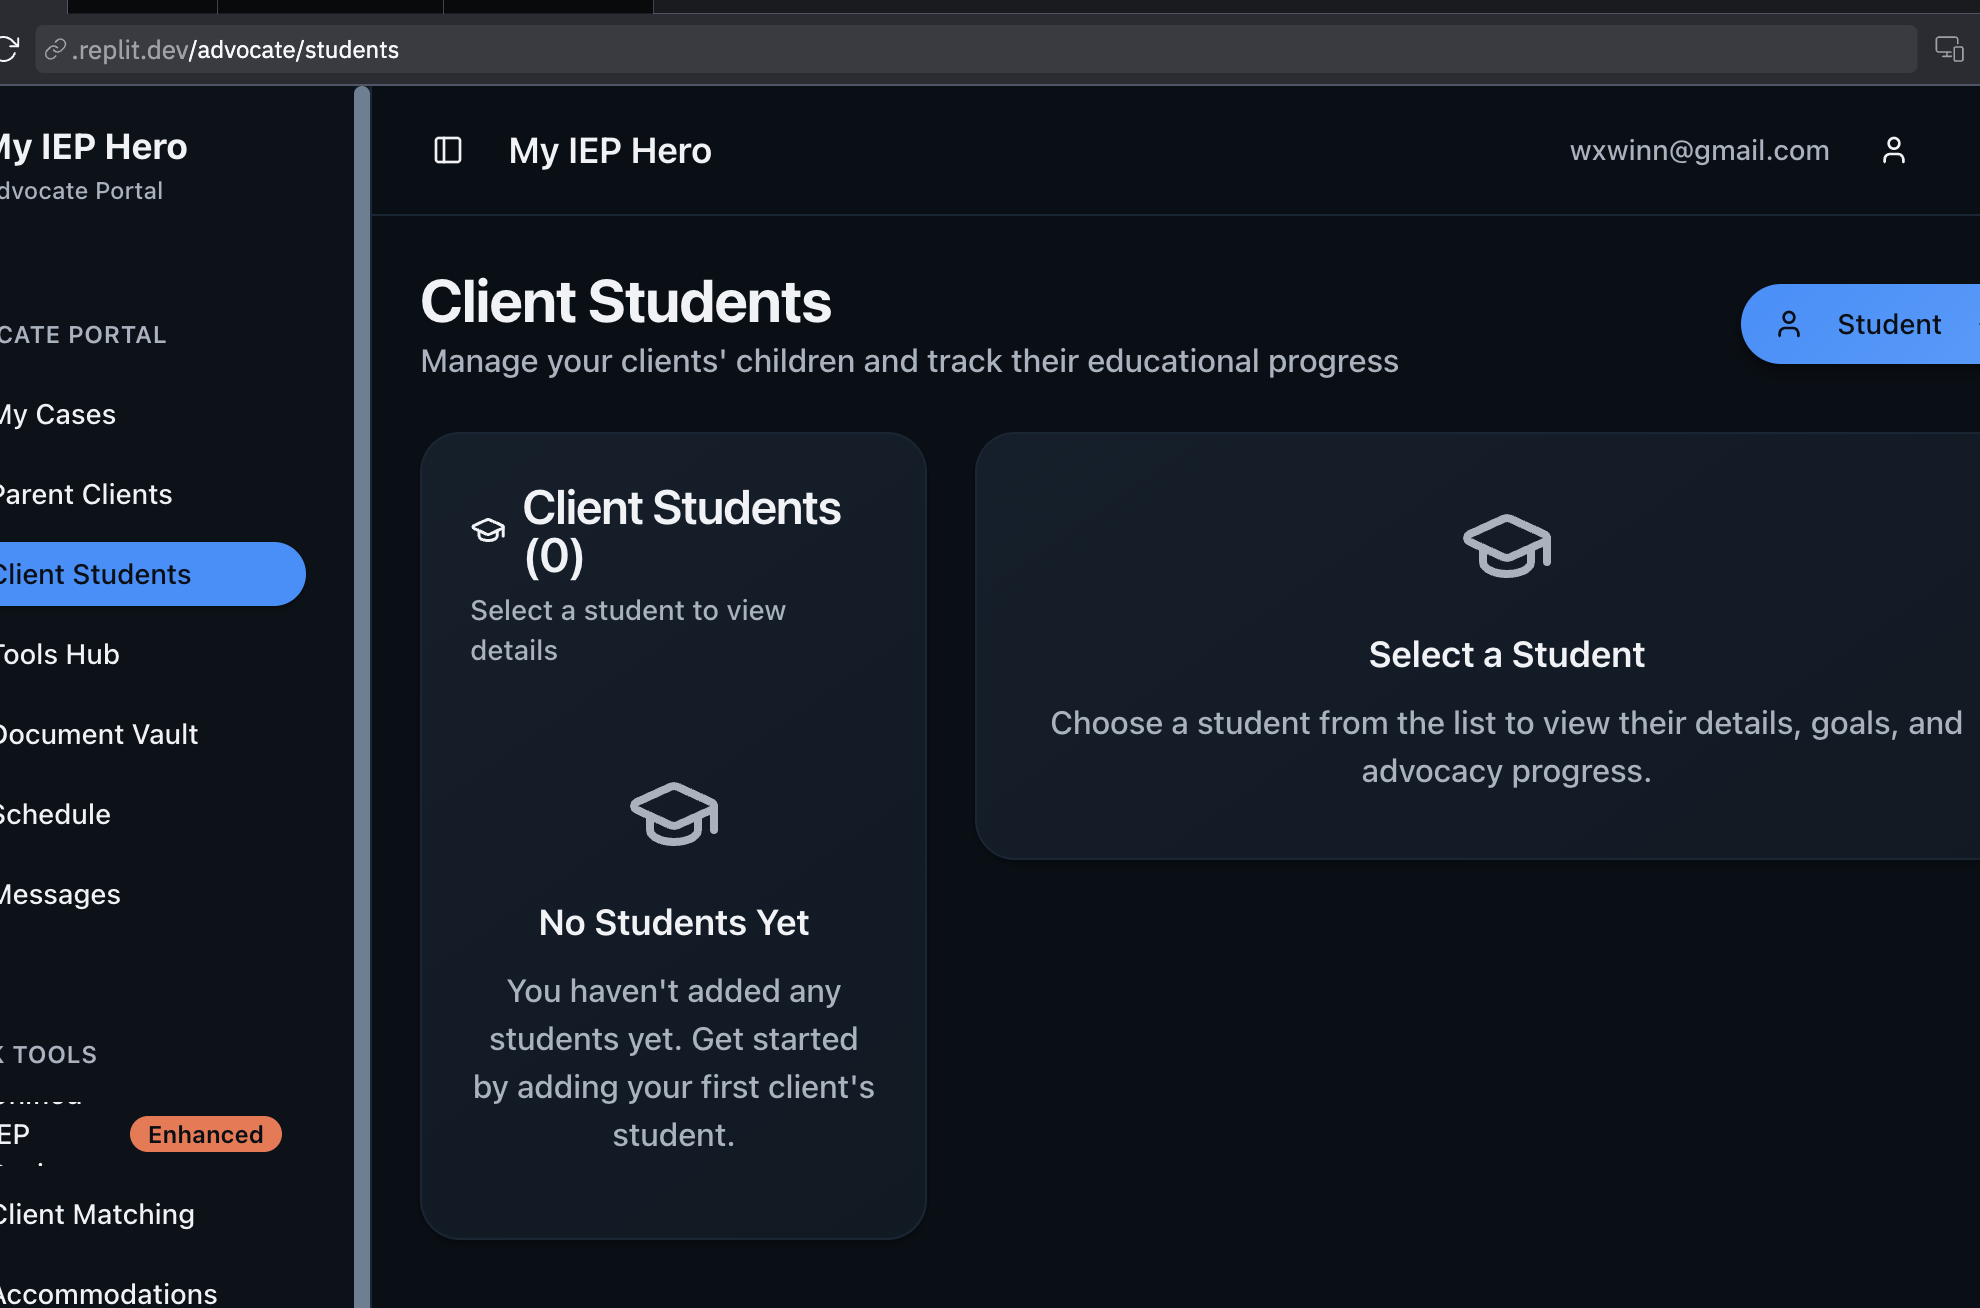 .replit.dev/advocate/students
My IEP Hero
dvocate Portal
My IEP Hero
wxwinn@gmail.com
CATE PORTAL
My Cases
Parent Clients
Client Students
Tools Hub
Document Vault
Schedule
Messages
K TOOLS
EP
Enhanced
Client Matching
Accommodations
Client Students
Manage your clients' children and track their educational progress
Student
Client Students
(0)
Select a student to view
details
No Students Yet
You haven't added any
students yet. Get started
by adding your first client's
student.
Select a Student
Choose a student from the list to view their details, goals, and
advocacy progress.